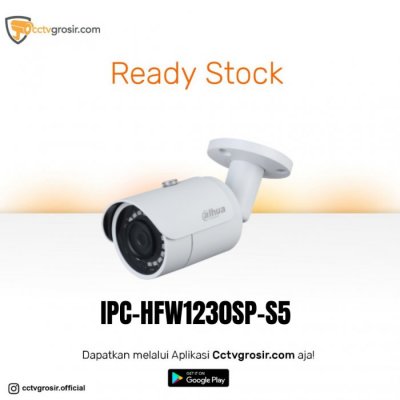 cctvgrosir.com
Ready Stock
alhua
IPC-HFW1230SP-S5
Dapatkan melalui Aplikasi Cctvgrosir.com aja!
cctvgrosir.official
GET IT ON
Google Play